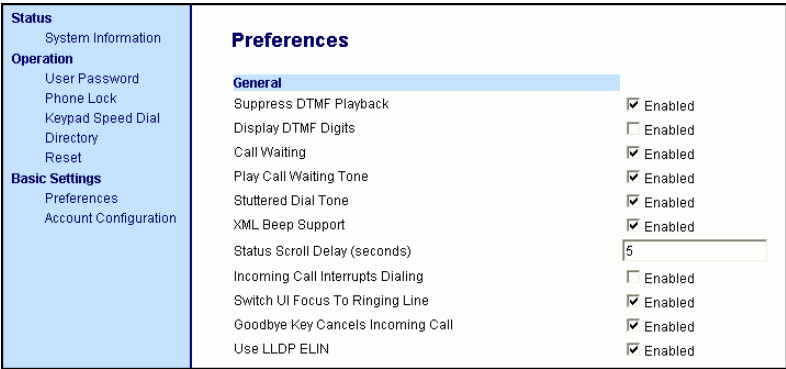 Status
System Information
Operation
User Password
Phone Lock
Keypad Speed Dial
Directory
Reset
Basic Settings
Preferences
Account Configuration
Preferences
General
Suppress DTMF Playback Enabled
Display DTMF Digits Enabled
Call Waiting Enabled
Play Call Waiting Tone Enabled
Stuttered Dial Tone Enabled
XML Beep Support Enabled
Status Scroll Delay (seconds) 5
Incoming Call Interrupts Dialing Enabled
Switch UI Focus To Ringing Line Enabled
Goodbye Key Cancels Incoming Call Enabled
Use LLDP ELIN Enabled